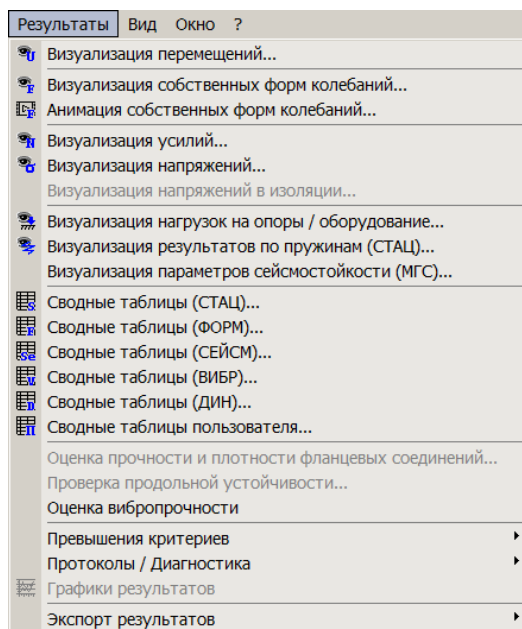 Результаты Вид Окно ?
Визуализация перемещений...
Визуализация собственных форм колебаний...
Анимация собственных форм колебаний...
Визуализация усилий...
Визуализация напряжений...
Визуализация напряжений в изоляции...
Визуализация нагрузок на опоры / оборудование...
Визуализация результатов по пружинам (СТАЦ)...
Визуализация параметров сейсмостойкости (МГС)...
Сводные таблицы (СТАЦ)...
Сводные таблицы (ФОРМ)...
Сводные таблицы (СЕЙСМ)...
Сводные таблицы (ВИБР)...
Сводные таблицы (ДИН)...
Сводные таблицы пользователя...
Оценка прочности и плотности фланцевых соединений...
Проверка продольной устойчивости...
Оценка вибропрочности
Превышения критериев
Протоколы / Диагностика
Графики результатов
Экспорт результатов